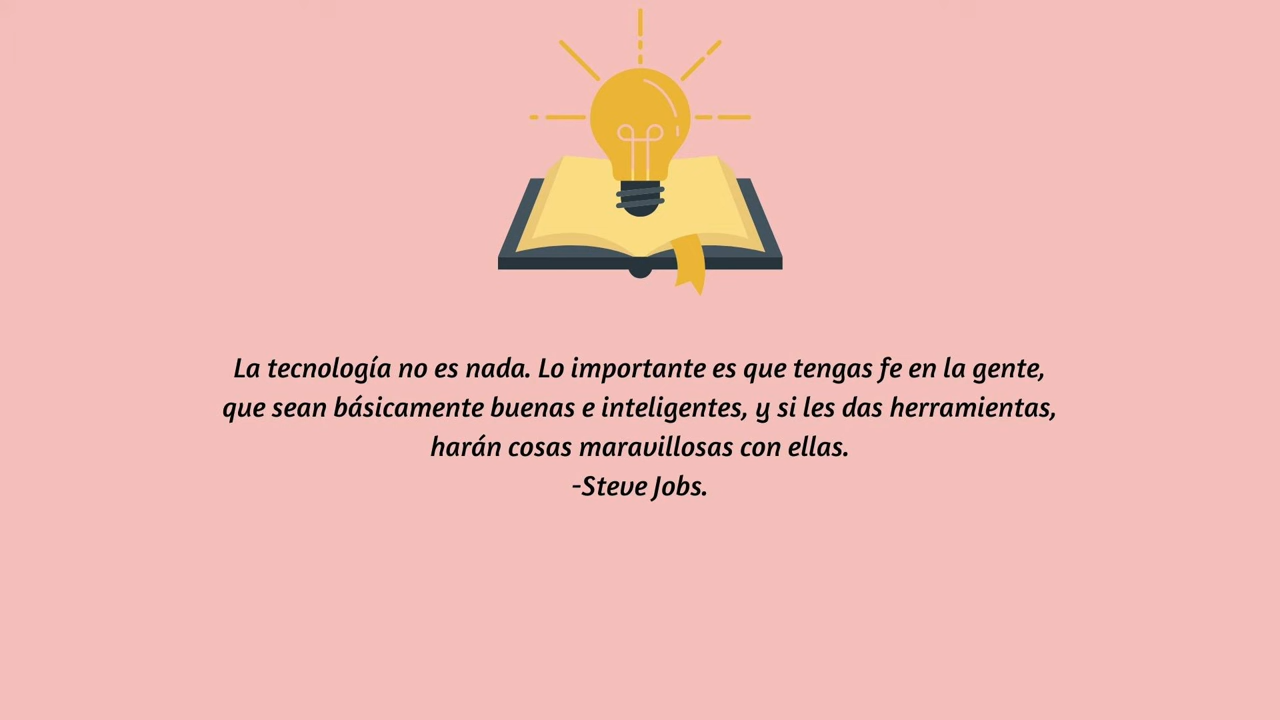 La tecnología no es nada. Lo importante es que tengas fe en la gente,
que sean básicamente buenas e inteligentes, y si les das herramientas,
harán cosas maravillosas con ellas.
-Steve Jobs.